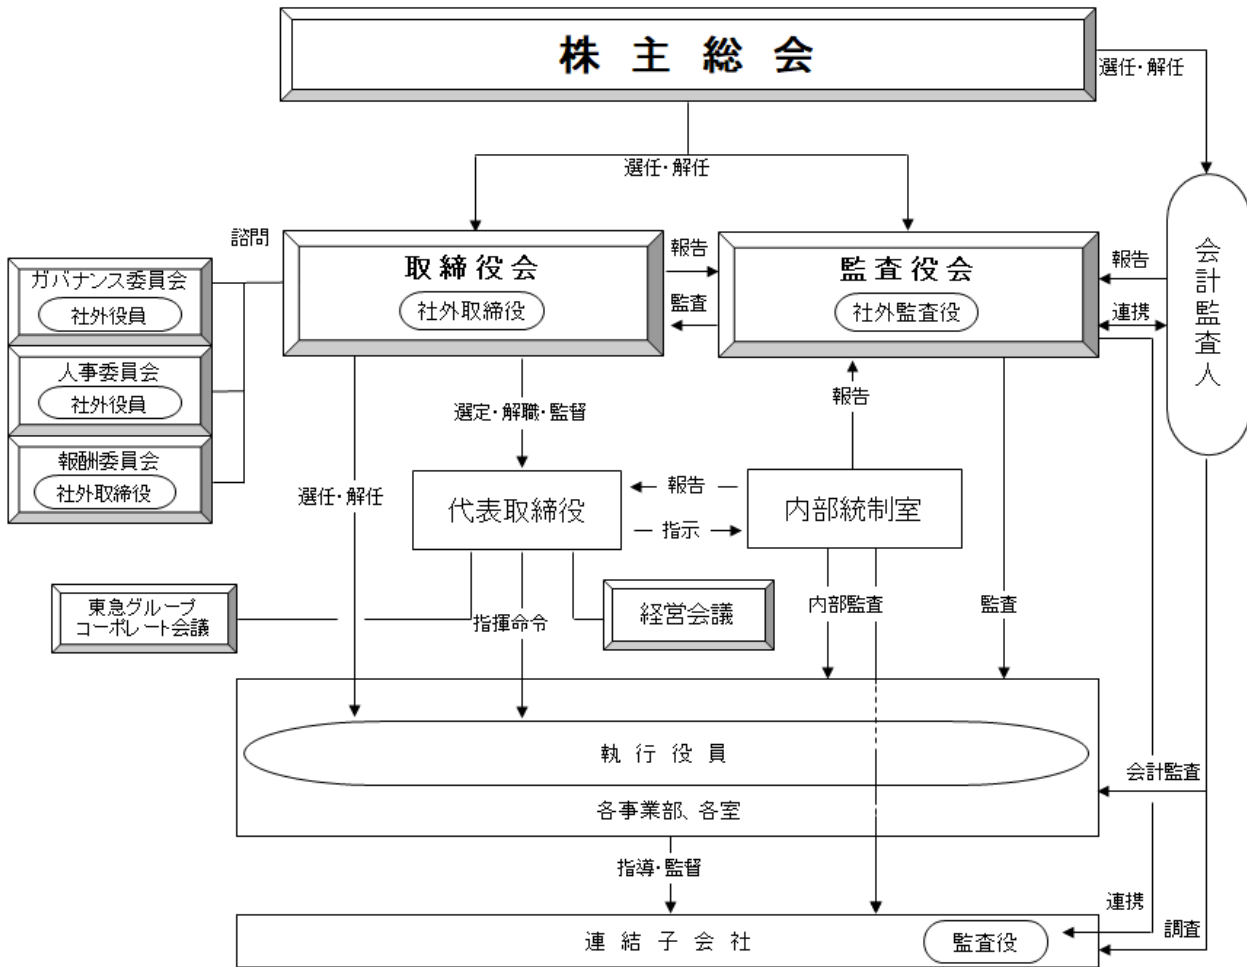 株主総会
選任・解任
選任・解任
諮問
取締役会
社外取締役
報告
監査
監査役会
社外監査役
報告
連携
会計監査人
ガバナンス委員会
社外役員
人事委員会
社外役員
報酬委員会
社外取締役
選定・解職・監督
報告
選任・解任
代表取締役
報告
指示
内部統制室
東急グループ
コーポレート会議
指揮命令
経営会議
内部監査
監査
執行役員
各事業部、各室
会計監査
指導・監督
連結子会社
監査役
連携
調査